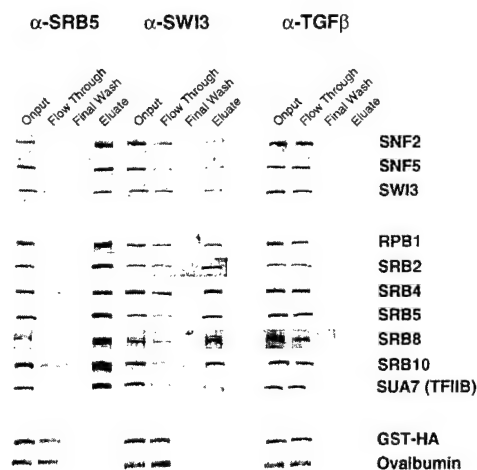 α-SRB5 α-SWI3 α-TGFβ
Onput Flow Through Final Wash Eluate Onput Flow Through Final Wash Eluate Onput Flow Through Final Wash Eluate
SNF2
SNF5
SWI3
RPB1
SRB2
SRB4
SRB5
SRB8
SRB10
SUA7 (TFIIB)
GST-HA
Ovalbumin